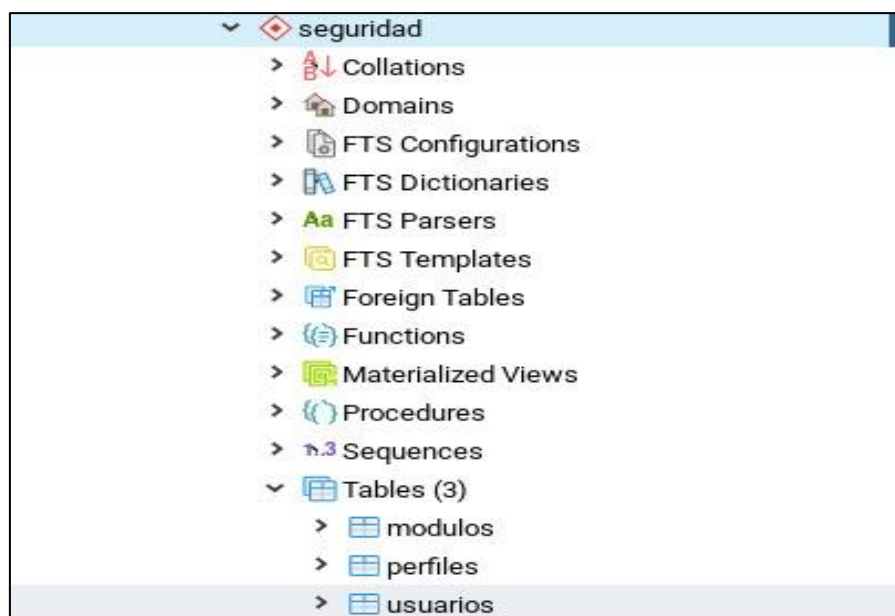 seguridad
Collations
Domains
FTS Configurations
FTS Dictionaries
Aa FTS Parsers
FTS Templates
Foreign Tables
Functions
Materialized Views
Procedures
Sequences
Tables (3)
modulos
perfiles
usuarios